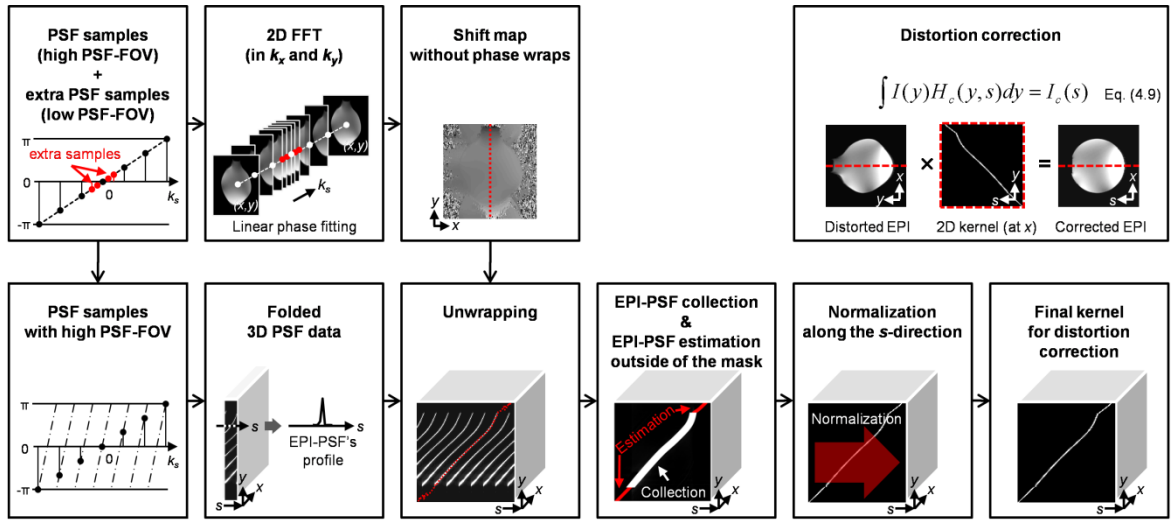 PSF samples
(high PSF-FOV)
+
extra PSF samples
(low PSF-FOV)
π
extra samples
0
0
k_s
-π
2D FFT
(in k_x and k_y)
(x,y)
(x,y)
k_s
Linear phase fitting
Shift map
without phase wraps
y
x
Distortion correction
∫ I(y)H_c(y,s)dy = I_c(s) Eq. (4.9)
x
y
×
y
s
=
x
s
Distorted EPI
2D kernel (at x)
Corrected EPI
PSF samples
with high PSF-FOV
π
0
0
k_s
-π
Folded
3D PSF data
s
s
EPI-PSF's
profile
y
x
s
Unwrapping
y
x
s
EPI-PSF collection
&
EPI-PSF estimation
outside of the mask
Estimation
Collection
y
x
s
Normalization
along the s-direction
Normalization
y
x
s
Final kernel
for distortion
correction
y
x
s